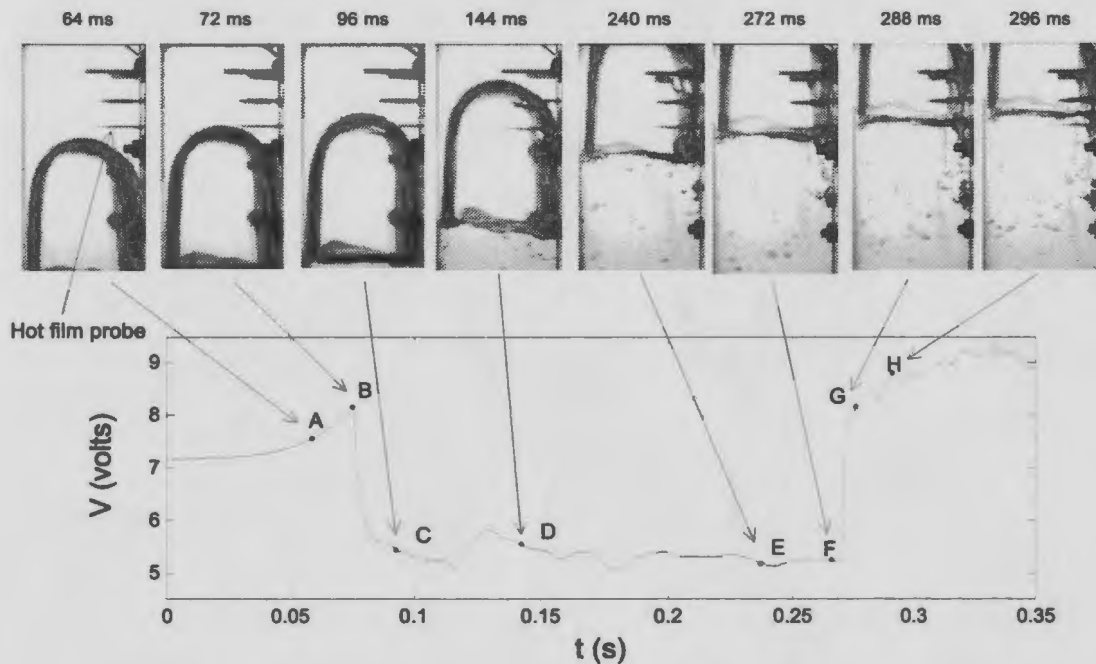 64 ms 72 ms 96 ms 144 ms 240 ms 272 ms 288 ms 296 ms
Hot film probe
9
8
7
6
5
V (volts)
A
B
C
D
E
F
G
H
0 0.05 0.1 0.15 0.2 0.25 0.3 0.35
t (s)